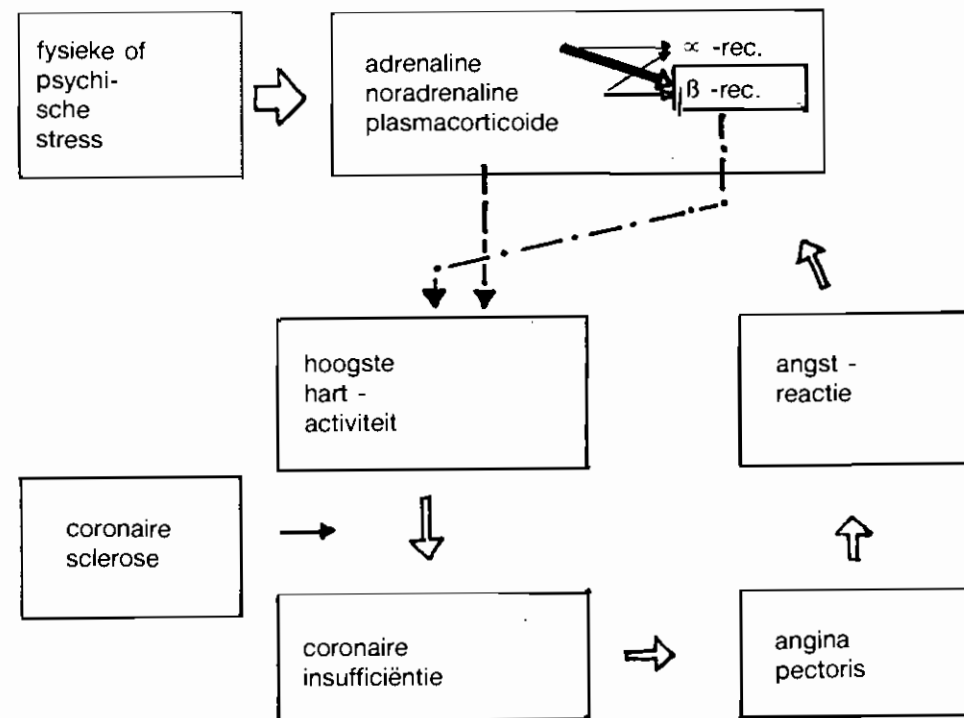 fysieke of
psychi-
sche
stress
adrenaline
noradrenaline
plasmacorticoide
∝ -rec.
ß -rec.
hoogste
hart -
activiteit
angst -
reactie
coronaire
sclerose
coronaire
insufficiëntie
angina
pectoris